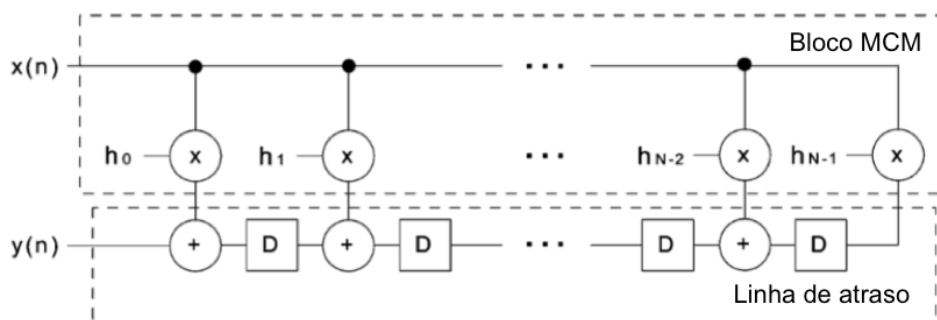 Bloco MCM
x(n) ...
h0 x h1 x ... hN-2 x hN-1 x
y(n) + D + D ... D + D
Linha de atraso